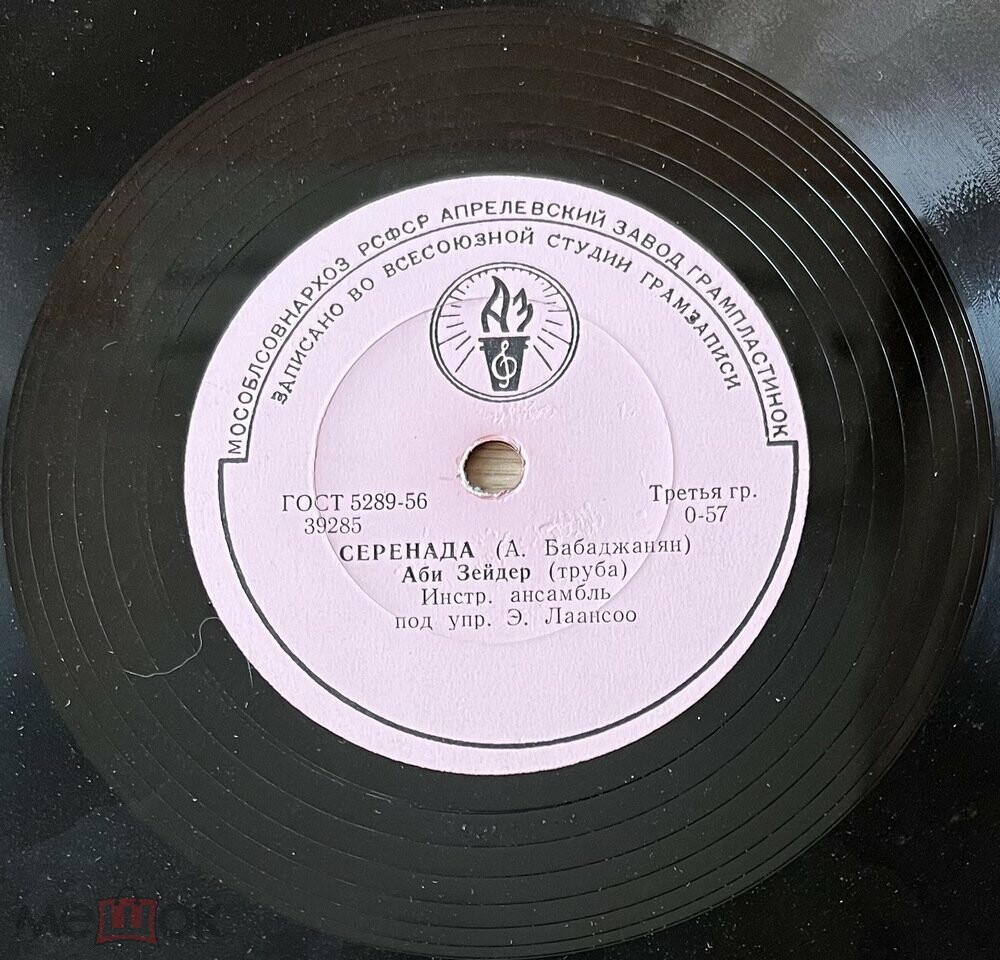 МОСОБЛСОВНАРХОЗ РСФСР АПРЕЛЕВСКИЙ ЗАВОД ГРАМПЛАСТИНОК
ЗАПИСАНО ВО ВСЕСОЮЗНОЙ СТУДИИ ГРАМЗАПИСИ
АЗ
ГОСТ 5289-56
39285
Третья гр.
0-57
СЕРЕНАДА (А. Бабаджанян)
Аби Зейдер (труба)
Инстр. ансамбль
под упр. Э. Лаансоо
мешок